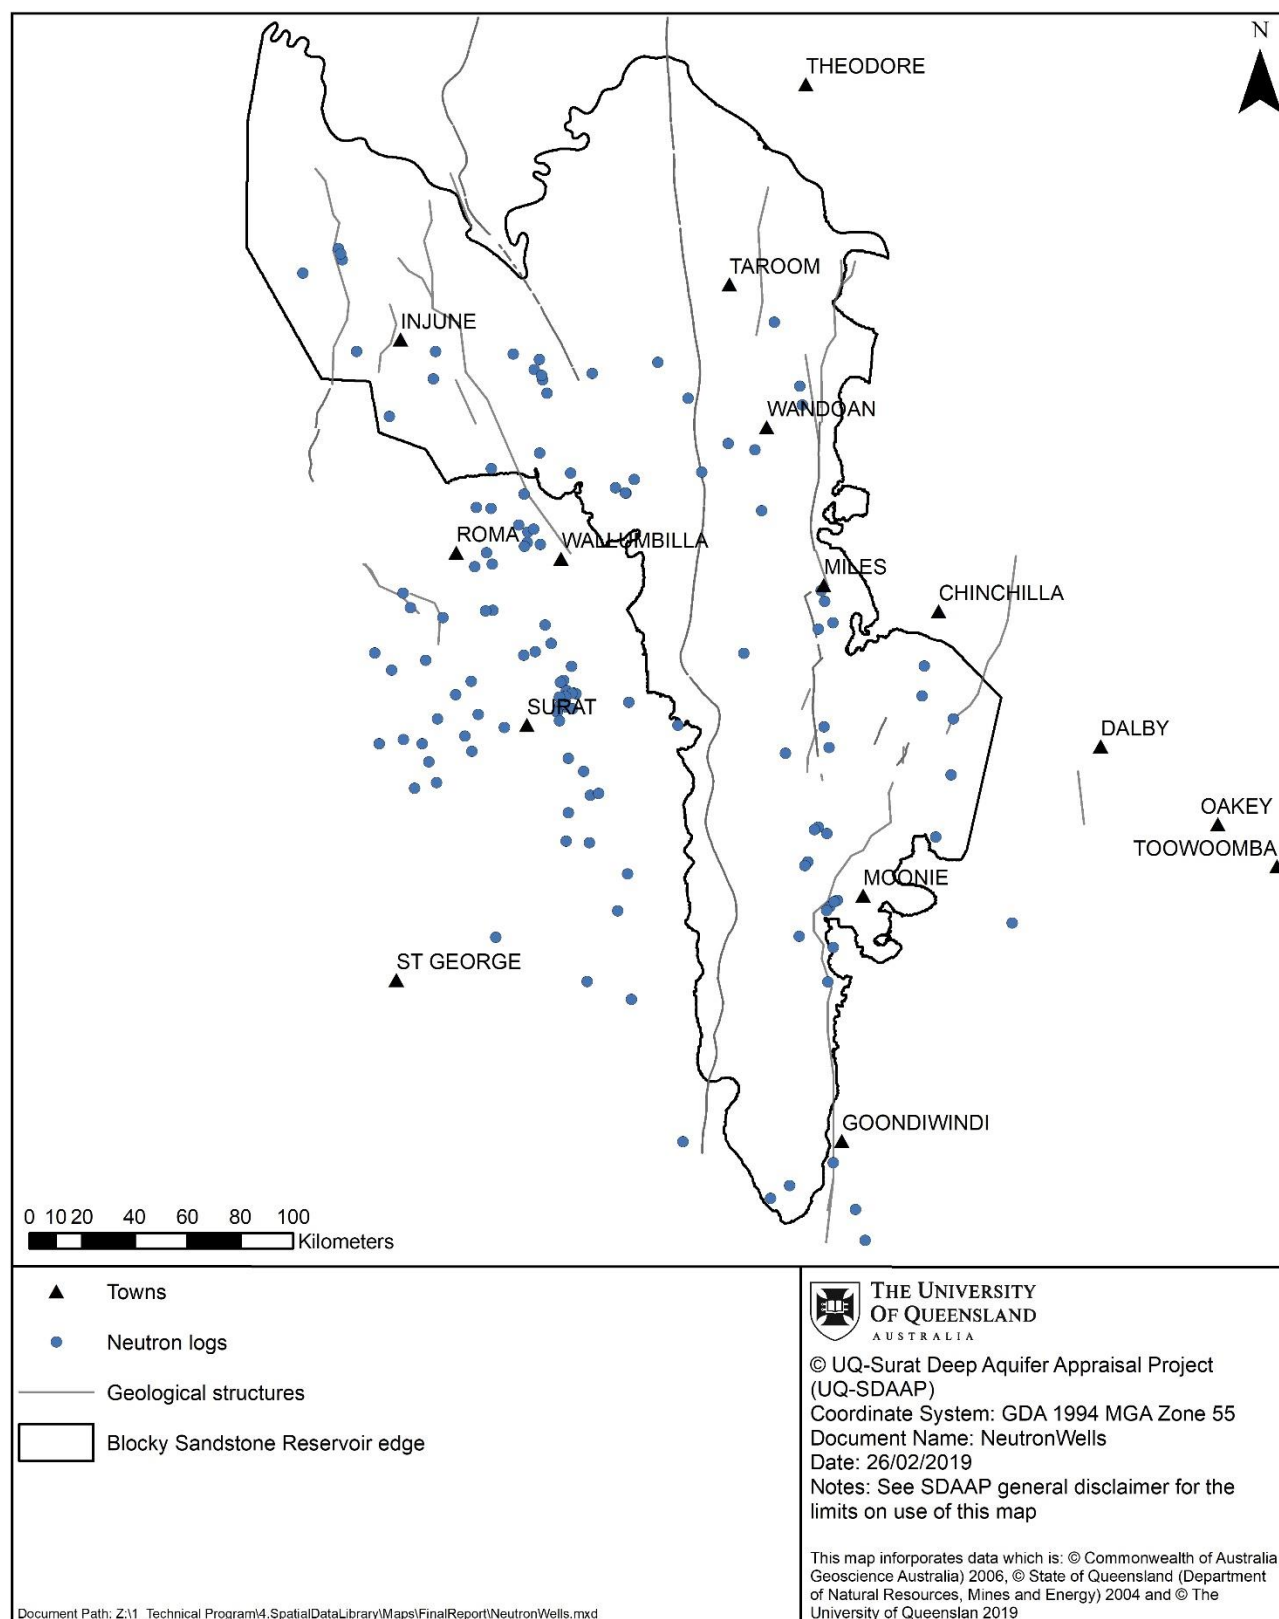 N
THEODORE
TAROOM
INJUNE
WANDOAN
ROMA
WALLUMBILLA
MILES
CHINCHILLA
SURAT
DALBY
OAKEY
TOOWOOMBA
MOONIE
ST GEORGE
GOONDIWINDI
0 10 20 40 60 80 100
Kilometers
Towns
Neutron logs
Geological structures
Blocky Sandstone Reservoir edge
Document Path: Z:\1_Technical Program\4.SpatialDataLibrary\Maps\FinalReport\NeutronWells.mxd
THE UNIVERSITY
OF QUEENSLAND
AUSTRALIA
© UQ-Surat Deep Aquifer Appraisal Project
(UQ-SDAAP)
Coordinate System: GDA 1994 MGA Zone 55
Document Name: NeutronWells
Date: 26/02/2019
Notes: See SDAAP general disclaimer for the
limits on use of this map
This map inforporates data which is: © Commonwealth of Australia
Geoscience Australia) 2006, © State of Queensland (Department
of Natural Resources, Mines and Energy) 2004 and © The
University of Queenslan 2019